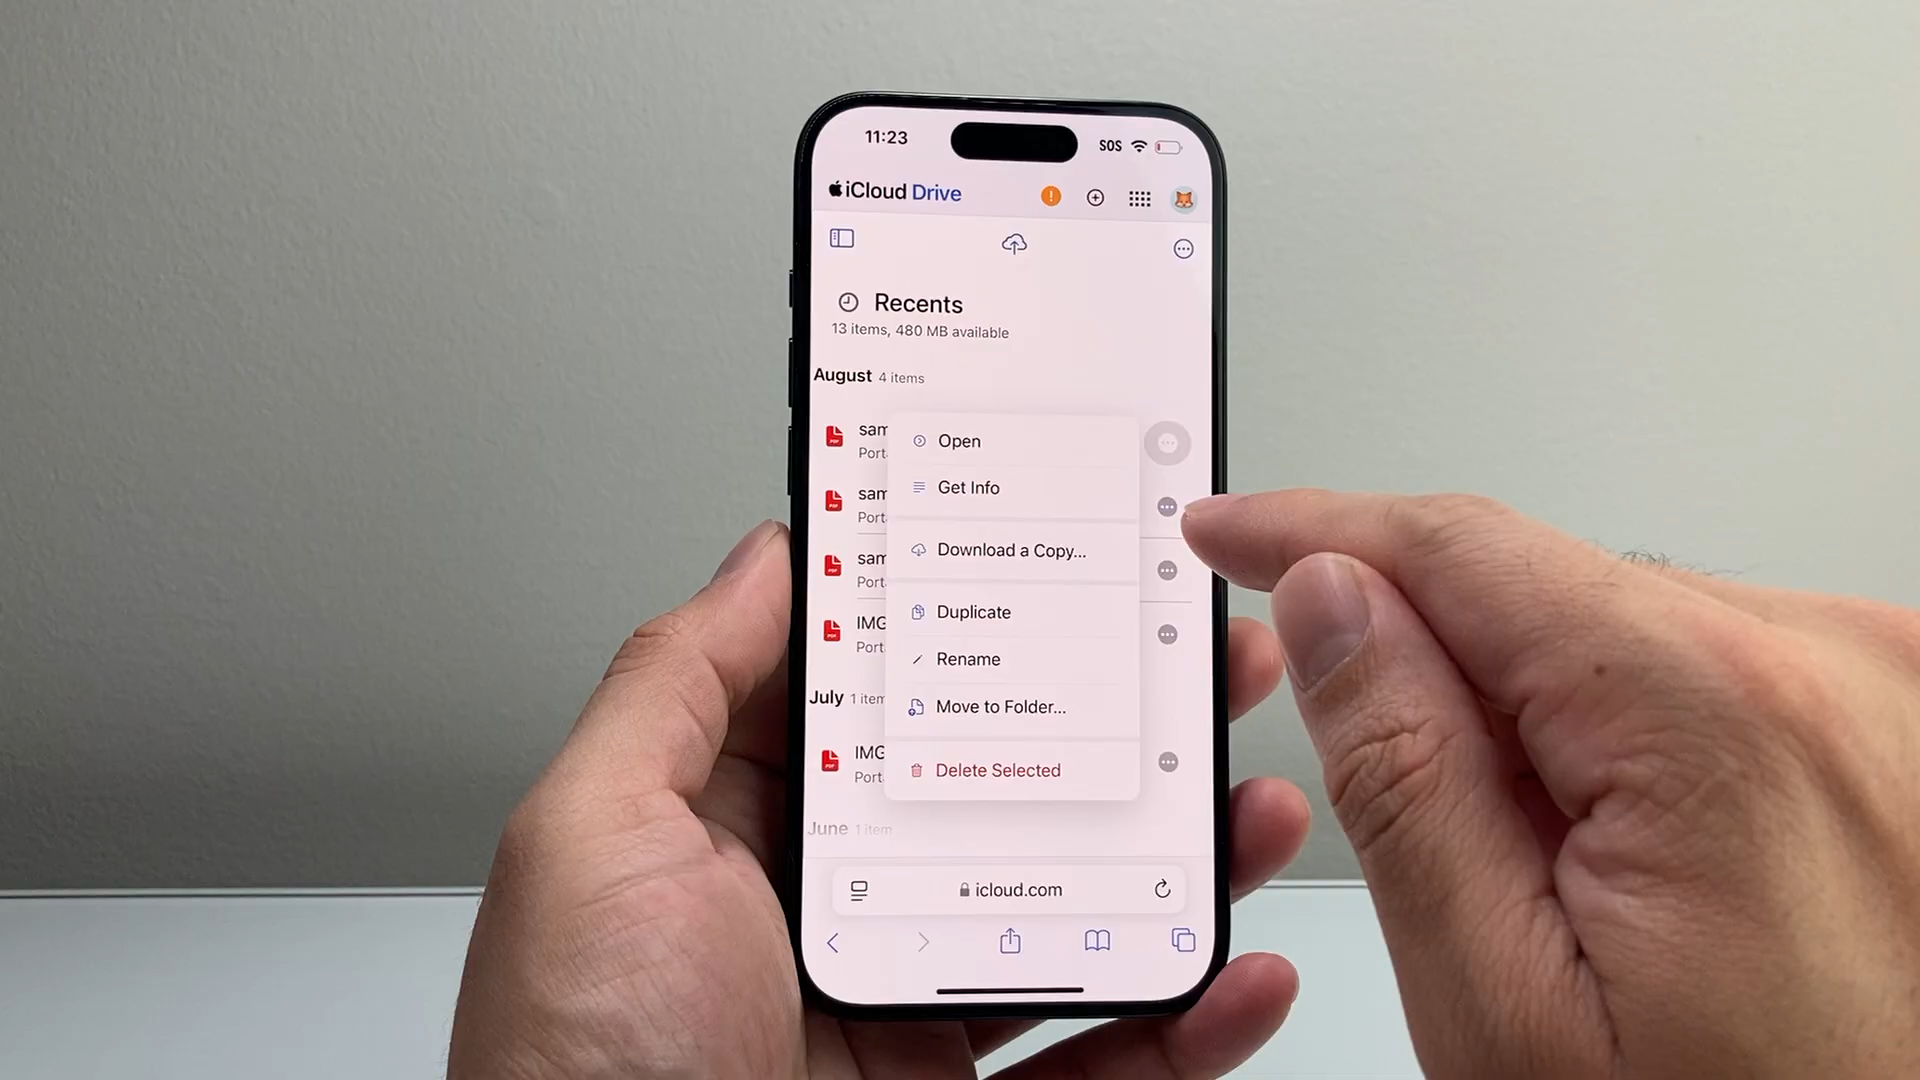 11:23
SOS
iCloud Drive
Recents
13 items, 480 MB available
August 4 items
sam
Port
sam
Port
sam
Port
IMG
Port
Open
Get Info
Download a Copy...
Duplicate
Rename
Move to Folder...
Delete Selected
July 1 item
IMG
Port
June 1 item
icloud.com